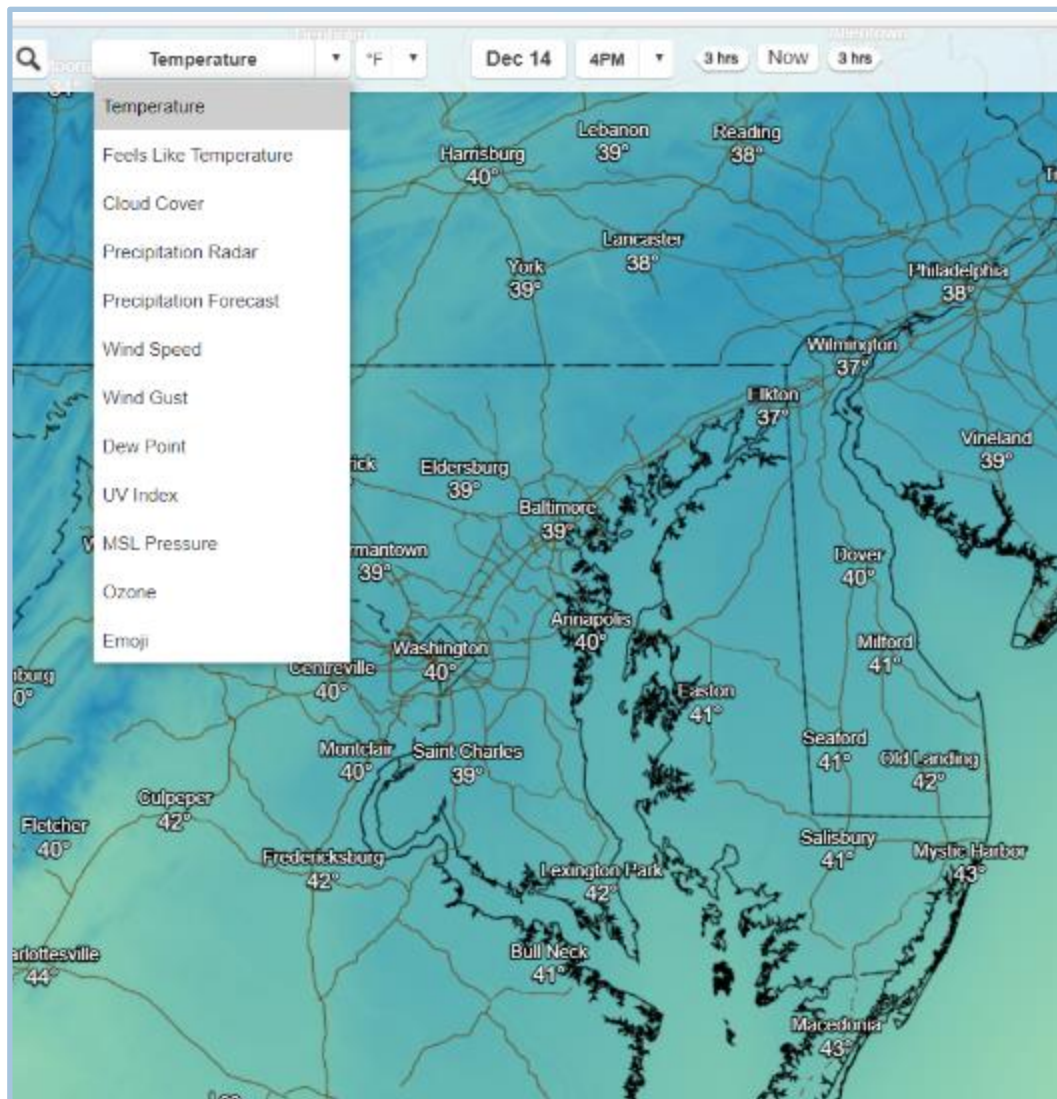 Temperature ▼ °F ▼ Dec 14 4PM ▼ 3 hrs Now 3 hrs
Temperature
Feels Like Temperature
Cloud Cover
Precipitation Radar
Precipitation Forecast
Wind Speed
Wind Gust
Dew Point
UV Index
MSL Pressure
Ozone
Emoji
Allentown
Lebanon
39°
Reading
38°
Harrisburg
40°
Lancaster
38°
York
39°
Philadelphia
38°
Wilmington
37°
Elkton
37°
Vineland
39°
Eldersburg
39°
Baltimore
39°
rmantown
39°
Dover
40°
Annapolis
40°
Washington
40°
Milford
41°
Centreville
40°
Easton
41°
Montclair
40°
Saint Charles
39°
Seaford
41°
Old Landing
42°
Culpeper
42°
Fletcher
40°
Salisbury
41°
Mystic Harbor
43°
Fredericksburg
42°
Lexington Park
42°
arlottesville
44°
Bull Neck
41°
Macedonia
43°